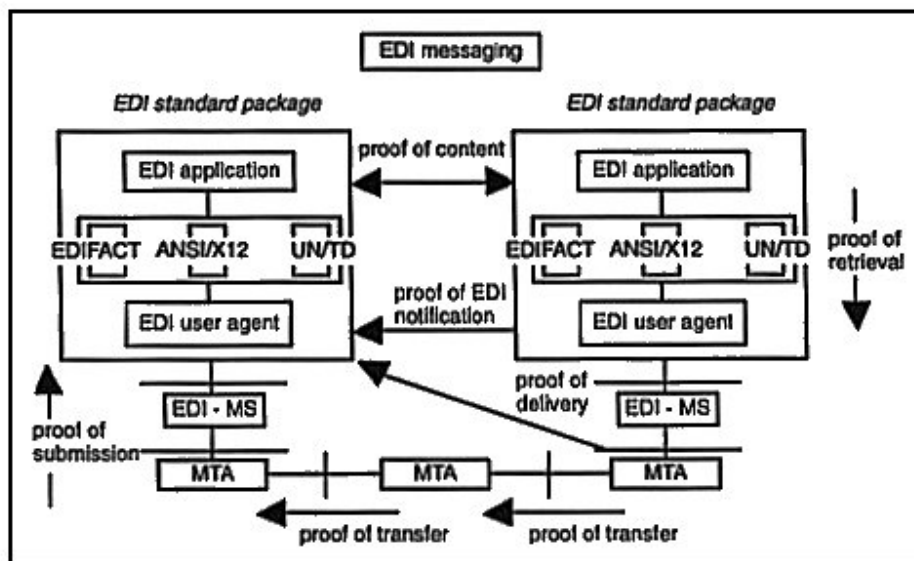 EDI messaging
EDI standard package
EDI standard package
EDI application
proof of content
EDI application
EDIFACT ANSI/X12 UN/TD
EDIFACT ANSI/X12 UN/TD
proof of
retrieval
proof of EDI
notification
EDI user agent
EDI user agent
proof of
delivery
EDI - MS
EDI - MS
proof of
submission
MTA
MTA
MTA
proof of transfer
proof of transfer